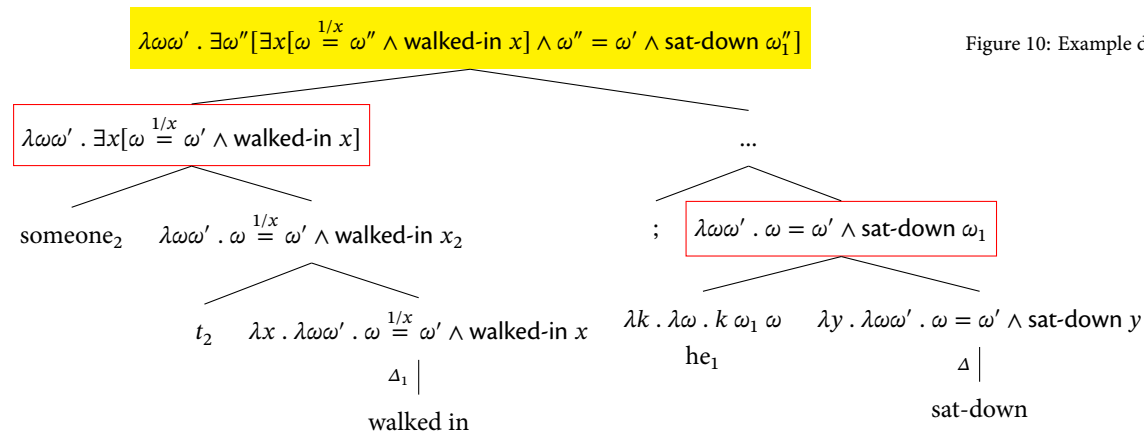 λωω′ . ∃ω″[∃x[ω =^{1/x} ω″ ∧ walked-in x] ∧ ω″ = ω′ ∧ sat-down ω″₁]
Figure 10: Example d
λωω′ . ∃x[ω =^{1/x} ω′ ∧ walked-in x]
...
someone₂ λωω′ . ω =^{1/x} ω′ ∧ walked-in x₂
; λωω′ . ω = ω′ ∧ sat-down ω₁
t₂ λx . λωω′ . ω =^{1/x} ω′ ∧ walked-in x
λk . λω . k ω₁ ω λy . λωω′ . ω = ω′ ∧ sat-down y
he₁
Δ₁
Δ
walked in
sat-down